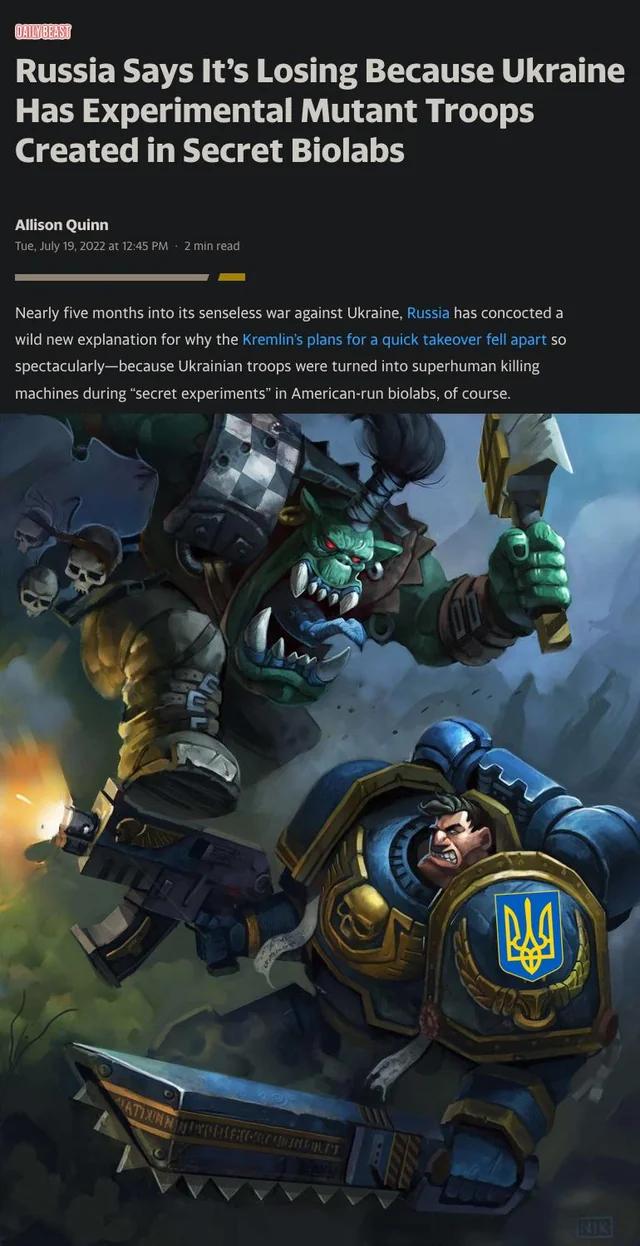 DAILY BEAST
Russia Says It's Losing Because Ukraine
Has Experimental Mutant Troops
Created in Secret Biolabs
Allison Quinn
Tue, July 19, 2022 at 12:45 PM · 2 min read
Nearly five months into its senseless war against Ukraine, Russia has concocted a
wild new explanation for why the Kremlin's plans for a quick takeover fell apart so
spectacularly—because Ukrainian troops were turned into superhuman killing
machines during “secret experiments” in American-run biolabs, of course.
NIK